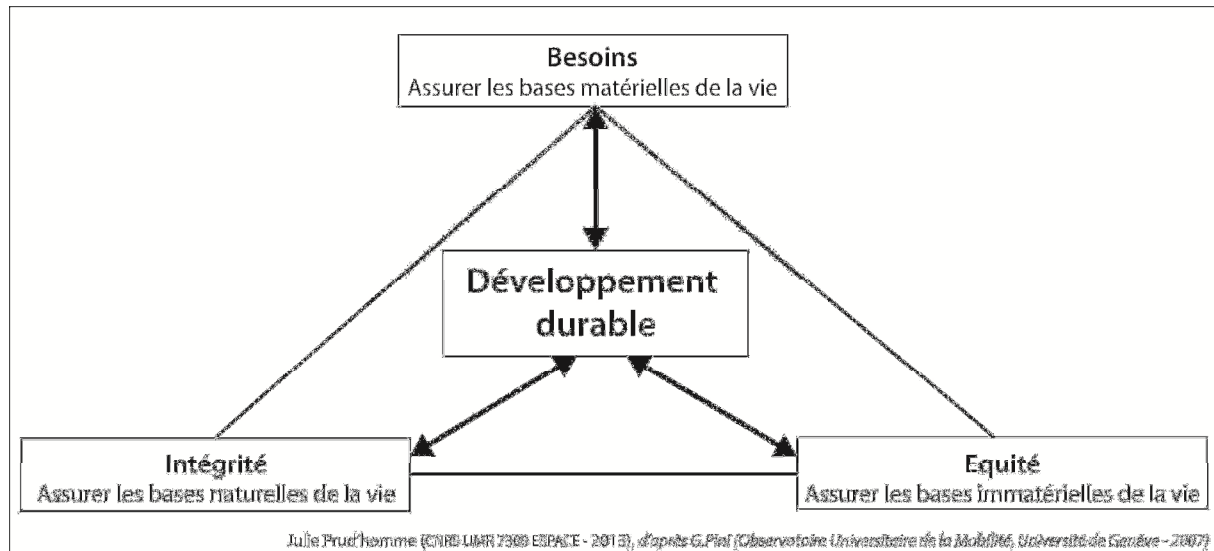 Besoins
Assurer les bases matérielles de la vie
Développement
durable
Intégrité
Assurer les bases naturelles de la vie
Equité
Assurer les bases immatérielles de la vie
Julie Prud'homme (CNRS UMR 7300 ESPACE - 2013), d'après G.Pini (Observatoire Universitaire de la Mobilité, Université de Genève - 2007)